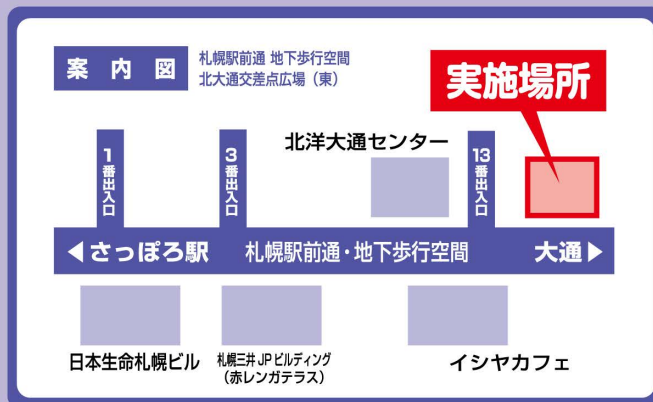 案内図
札幌駅前通 地下歩行空間
北大通交差点広場（東）
実施場所
北洋大通センター
1番出入口
3番出入口
13番出入口
◀さっぽろ駅
札幌駅前通・地下歩行空間
大通▶
日本生命札幌ビル
札幌三井JPビルディング
（赤レンガテラス）
イシヤカフェ